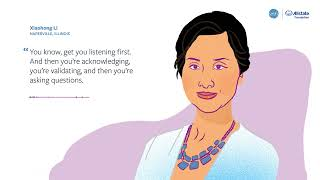 Xiaohong Li
NAPERVILLE, ILLINOIS
“You know, get you listening first.
And then you're acknowledging,
you're validating, and then you're
asking questions.
Allstate
Foundation